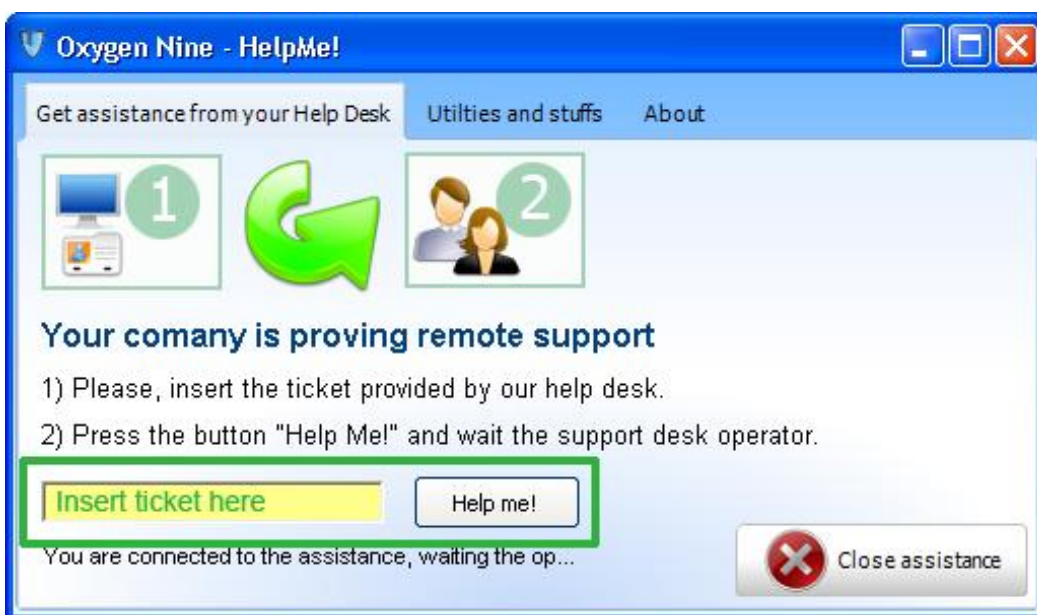 Oxygen Nine - HelpMe!
Get assistance from your Help Desk Utilties and stuffs About
1 2
Your comany is proving remote support
1) Please, insert the ticket provided by our help desk.
2) Press the button "Help Me!" and wait the support desk operator.
Insert ticket here Help me!
You are connected to the assistance, waiting the op...
Close assistance